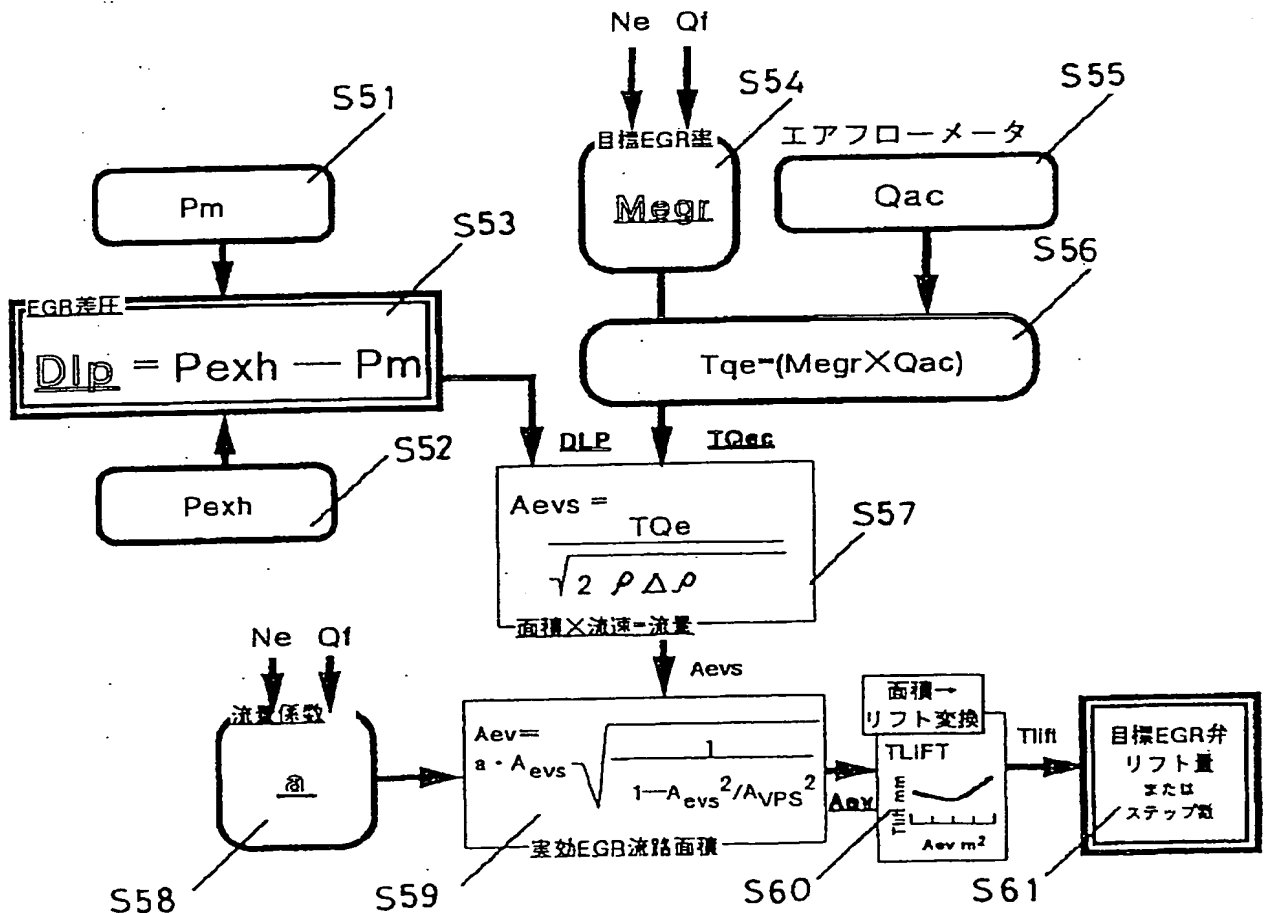 Ne Qf
S54
S55
S51
目標EGR率
エアフローメータ
Pm
Megr
Qac
S53
S56
EGR差圧
Dlp = Pexh — Pm
Tqe=(Megr×Qac)
S52
DLP
TQec
Pexh
Aevs =
TQe
√2 ρ Δ ρ
S57
面積×流速=流量
Ne Qf
Aevs
流量係数
面積→
リフト変換
Aev=
a・Aevs √ 1
1—Aevs²/AVPS²
a
TLIFT
Tlift
目標EGR弁
リフト量
または
ステップ数
Aev
Tlift mm
Aev m²
実効EGR流路面積
S58
S59
S60
S61